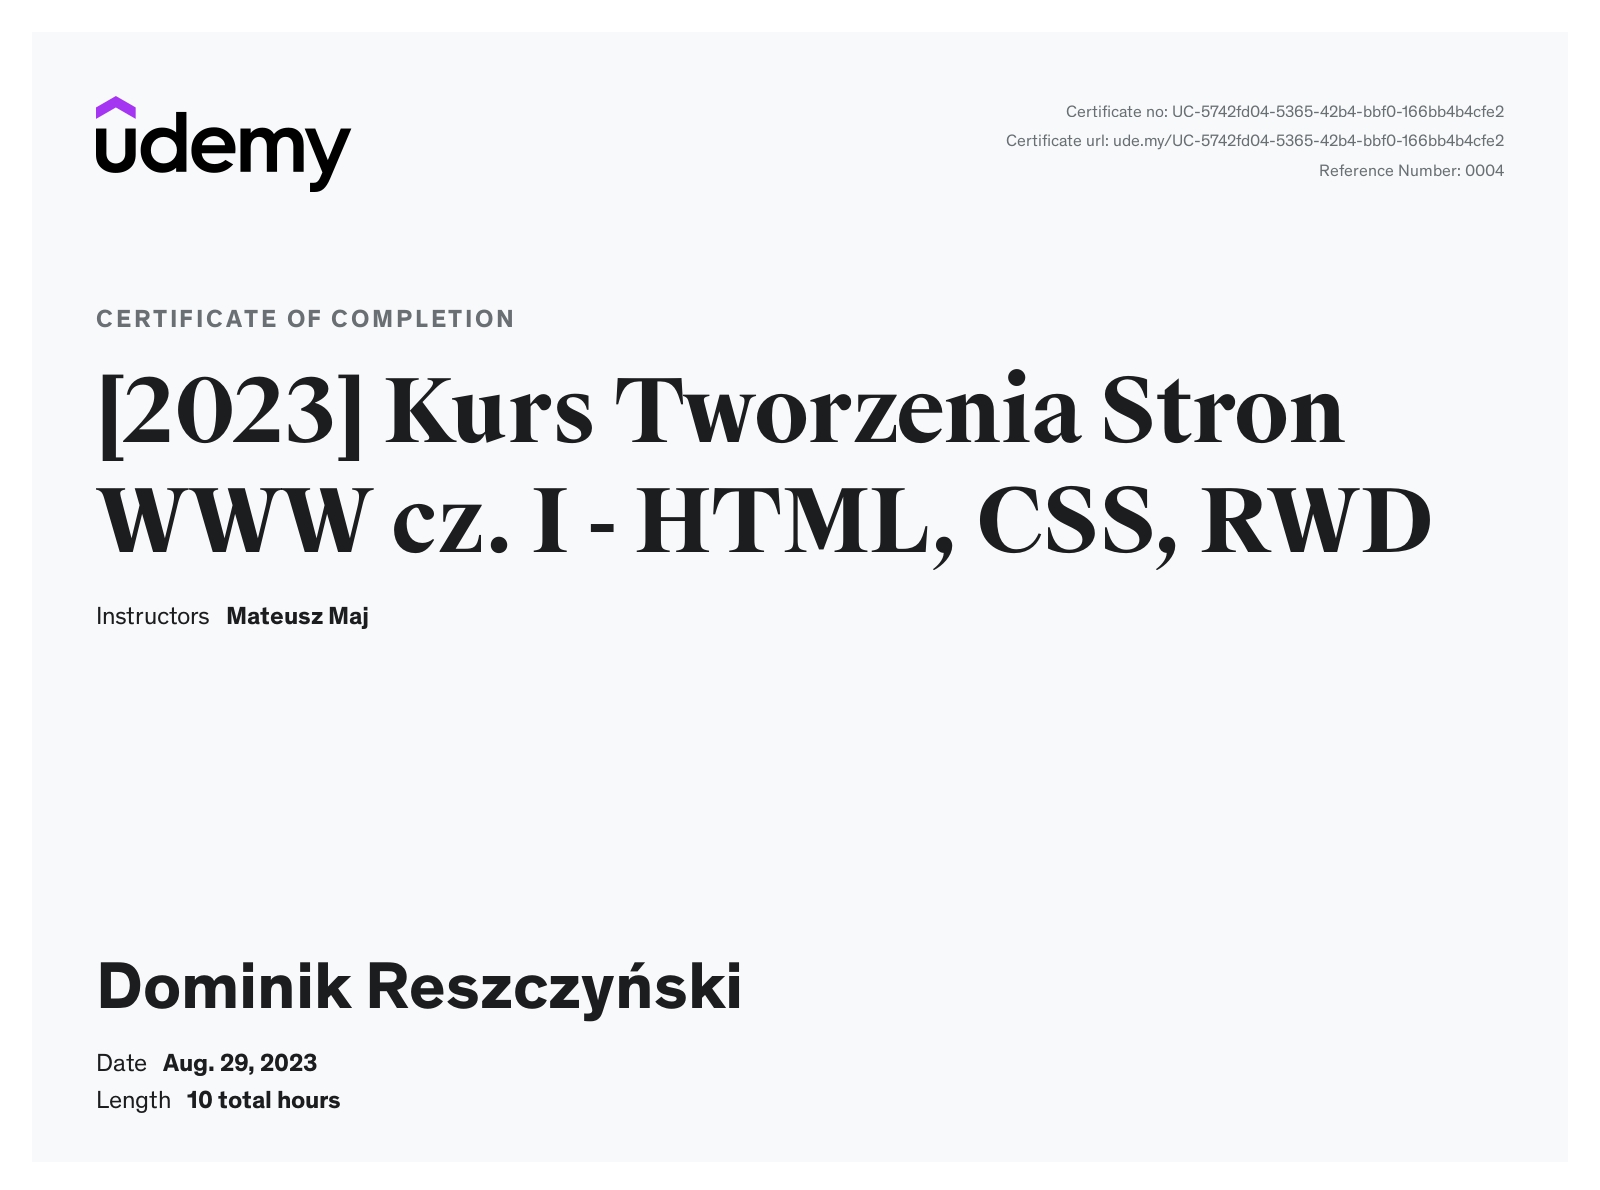 udemy
Certificate no: UC-5742fd04-5365-42b4-bbf0-166bb4b4cfe2
Certificate url: ude.my/UC-5742fd04-5365-42b4-bbf0-166bb4b4cfe2
Reference Number: 0004
CERTIFICATE OF COMPLETION
[2023] Kurs Tworzenia Stron
WWW cz. I - HTML, CSS, RWD
Instructors Mateusz Maj
Dominik Reszczyński
Date Aug. 29, 2023
Length 10 total hours